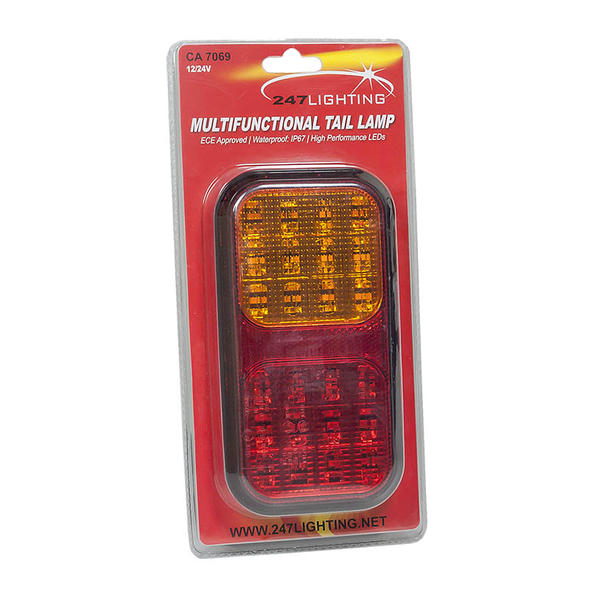 CA 7069
12/24V
247LIGHTING
MULTIFUNCTIONAL TAIL LAMP
ECE Approved | Waterproof: IP67 | High Performance LEDs
WWW.247LIGHTING.NET